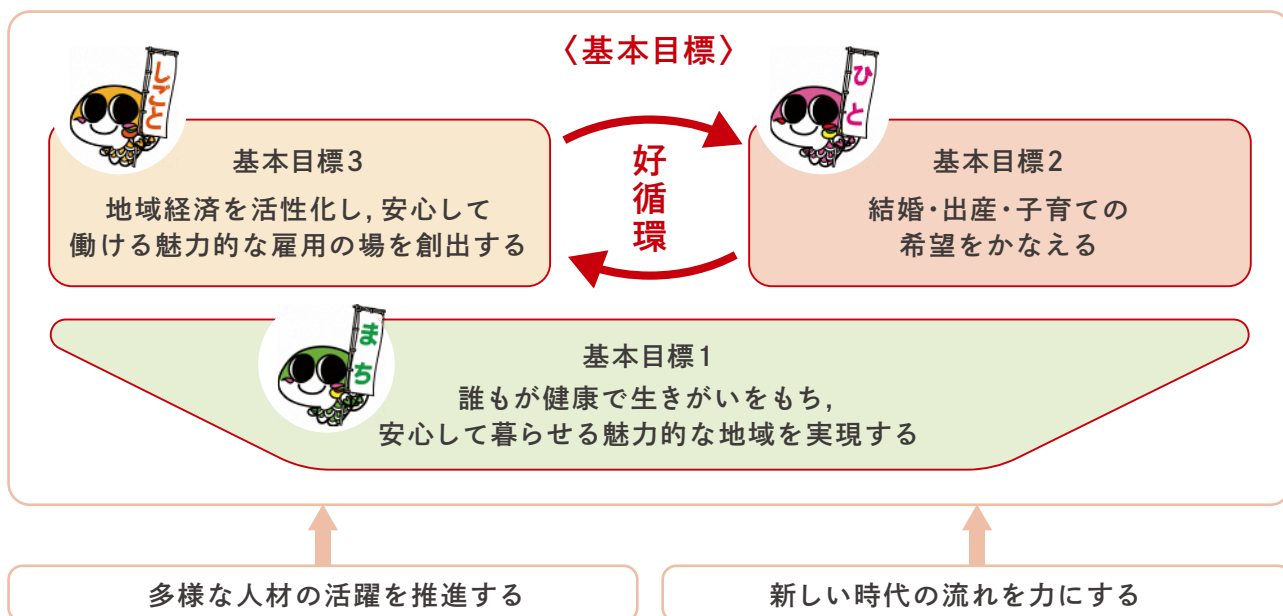 〈基本目標〉
しごと
基本目標3
地域経済を活性化し,安心して
働ける魅力的な雇用の場を創出する
好循環
ひと
基本目標2
結婚・出産・子育ての
希望をかなえる
まち
基本目標1
誰もが健康で生きがいをもち,
安心して暮らせる魅力的な地域を実現する
多様な人材の活躍を推進する
新しい時代の流れを力にする